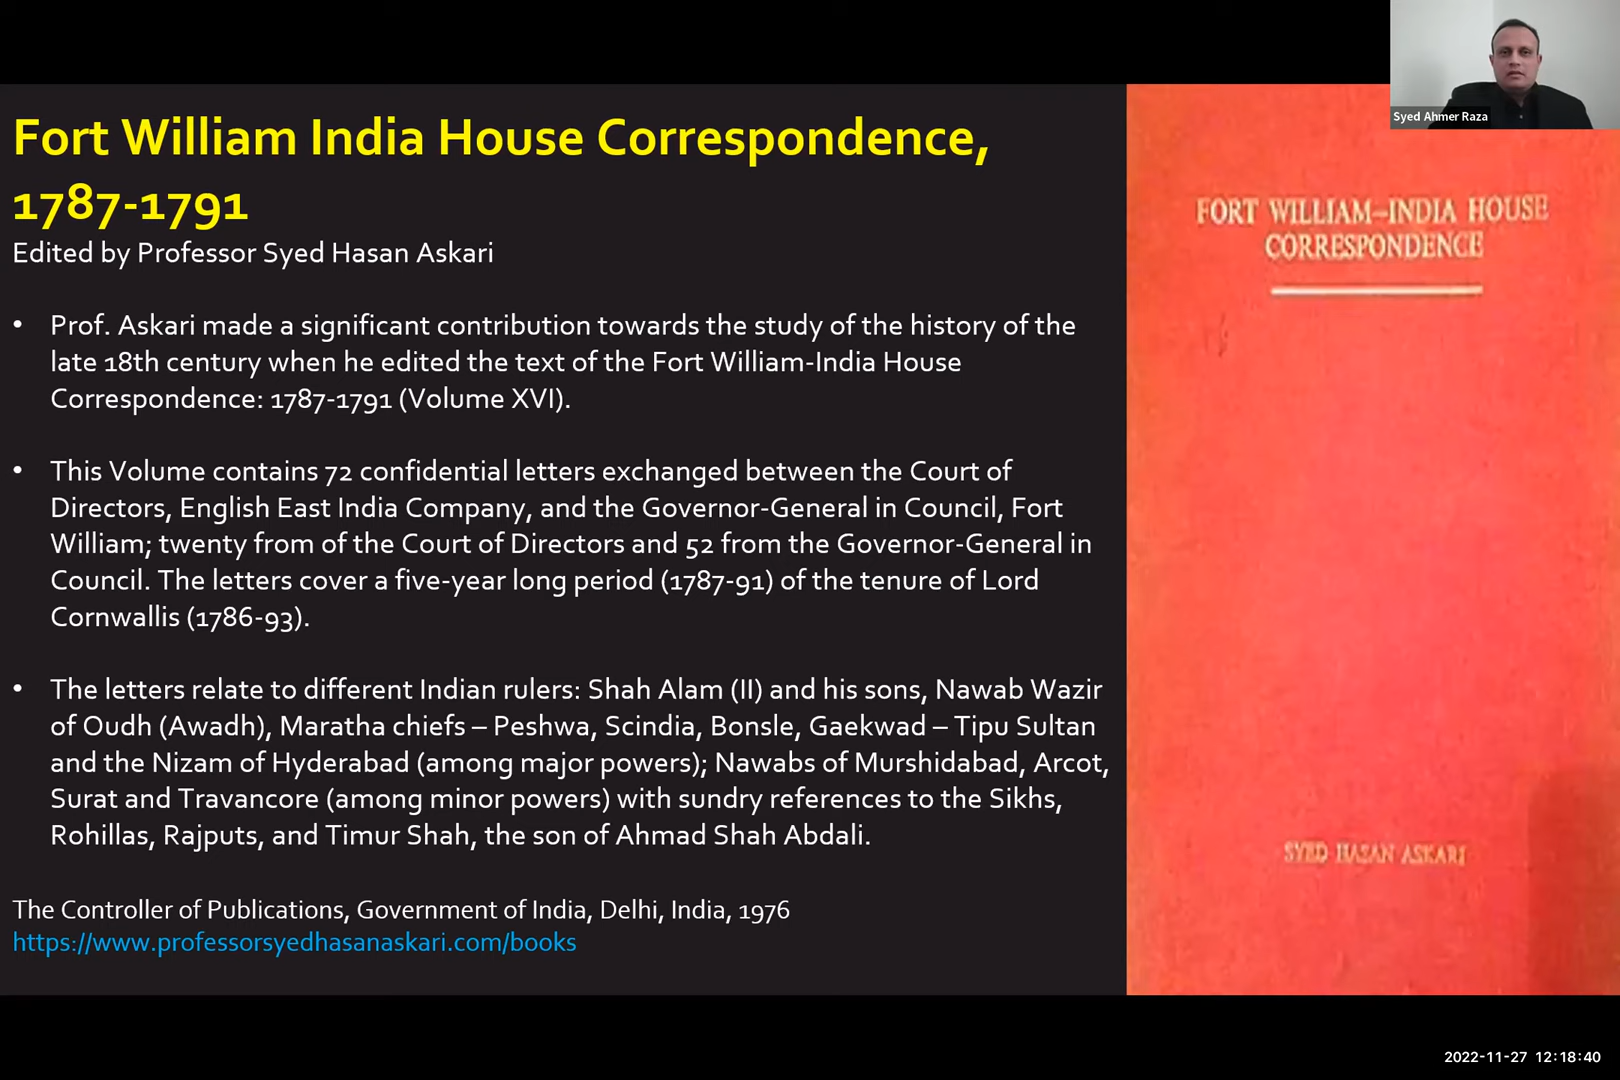 Fort William India House Correspondence,
1787-1791
Edited by Professor Syed Hasan Askari
• Prof. Askari made a significant contribution towards the study of the history of the
late 18th century when he edited the text of the Fort William-India House
Correspondence: 1787-1791 (Volume XVI).
• This Volume contains 72 confidential letters exchanged between the Court of
Directors, English East India Company, and the Governor-General in Council, Fort
William; twenty from of the Court of Directors and 52 from the Governor-General in
Council. The letters cover a five-year long period (1787-91) of the tenure of Lord
Cornwallis (1786-93).
• The letters relate to different Indian rulers: Shah Alam (II) and his sons, Nawab Wazir
of Oudh (Awadh), Maratha chiefs – Peshwa, Scindia, Bonsle, Gaekwad – Tipu Sultan
and the Nizam of Hyderabad (among major powers); Nawabs of Murshidabad, Arcot,
Surat and Travancore (among minor powers) with sundry references to the Sikhs,
Rohillas, Rajputs, and Timur Shah, the son of Ahmad Shah Abdali.
The Controller of Publications, Government of India, Delhi, India, 1976
https://www.professorsyedhasanaskari.com/books
Syed Ahmer Raza
FORT WILLIAM–INDIA HOUSE
CORRESPONDENCE
SYED HASAN ASKARI
2022-11-27 12:18:40